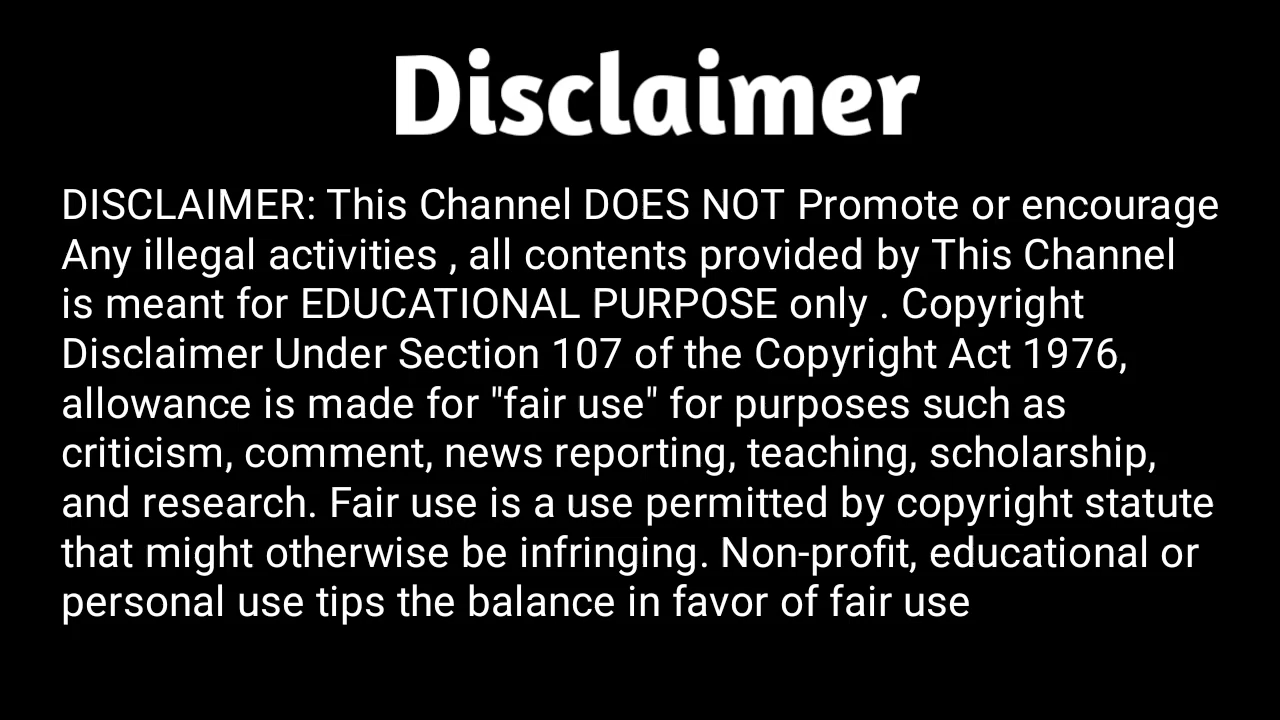 Disclaimer
DISCLAIMER: This Channel DOES NOT Promote or encourage
Any illegal activities , all contents provided by This Channel
is meant for EDUCATIONAL PURPOSE only . Copyright
Disclaimer Under Section 107 of the Copyright Act 1976,
allowance is made for "fair use" for purposes such as
criticism, comment, news reporting, teaching, scholarship,
and research. Fair use is a use permitted by copyright statute
that might otherwise be infringing. Non-profit, educational or
personal use tips the balance in favor of fair use